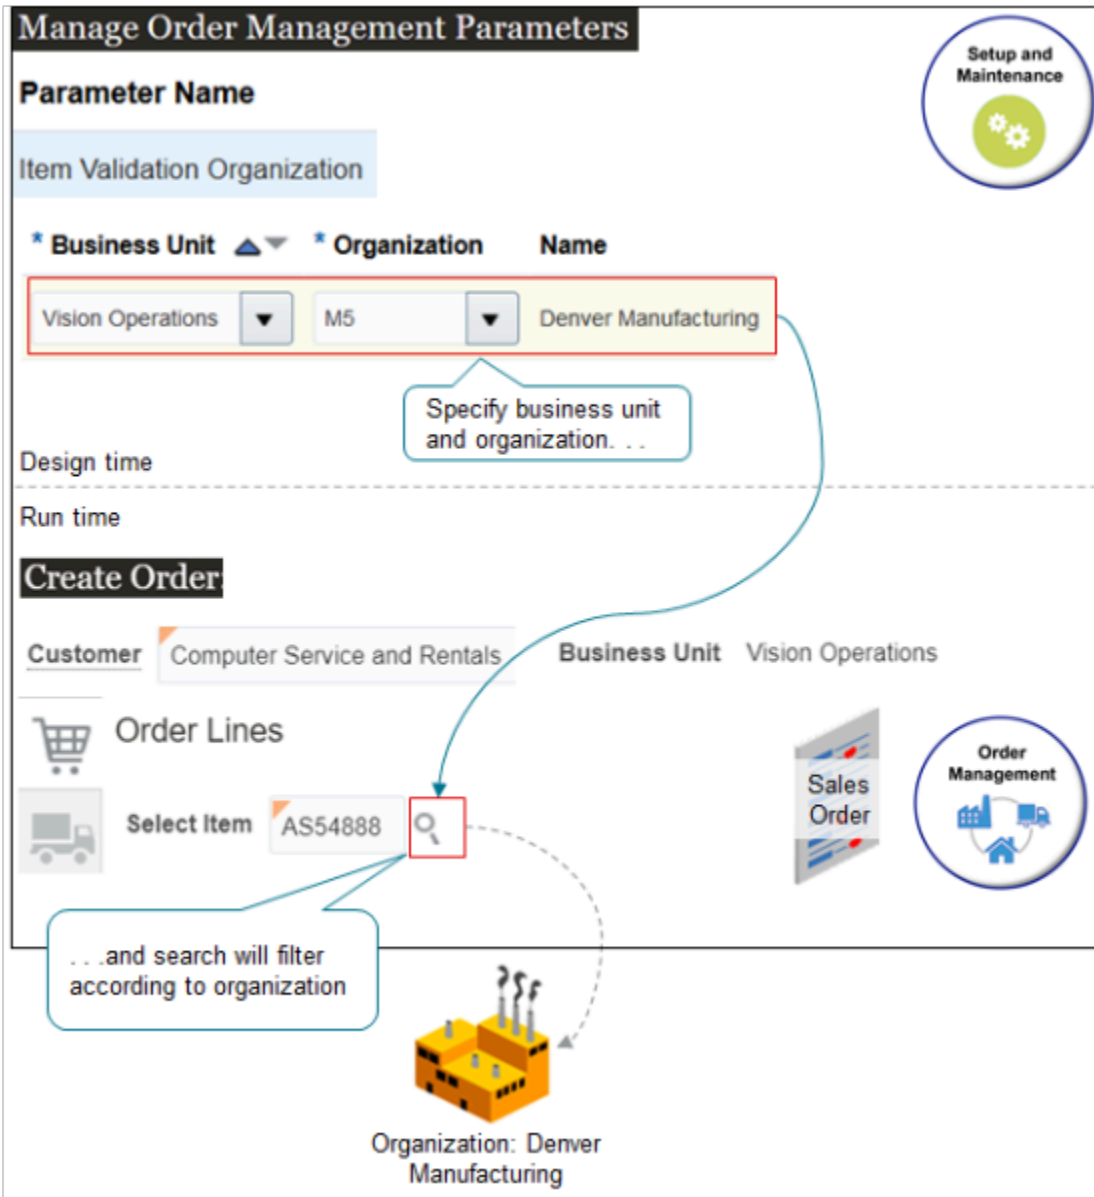 Manage Order Management Parameters
Setup and
Maintenance
Parameter Name
Item Validation Organization
* Business Unit * Organization Name
Vision Operations M5 Denver Manufacturing
Specify business unit
and organization. . .
Design time
Run time
Create Order:
Customer Computer Service and Rentals Business Unit Vision Operations
Order Lines
Order
Management
Sales
Order
Select Item AS54888
. . .and search will filter
according to organization
Organization: Denver
Manufacturing